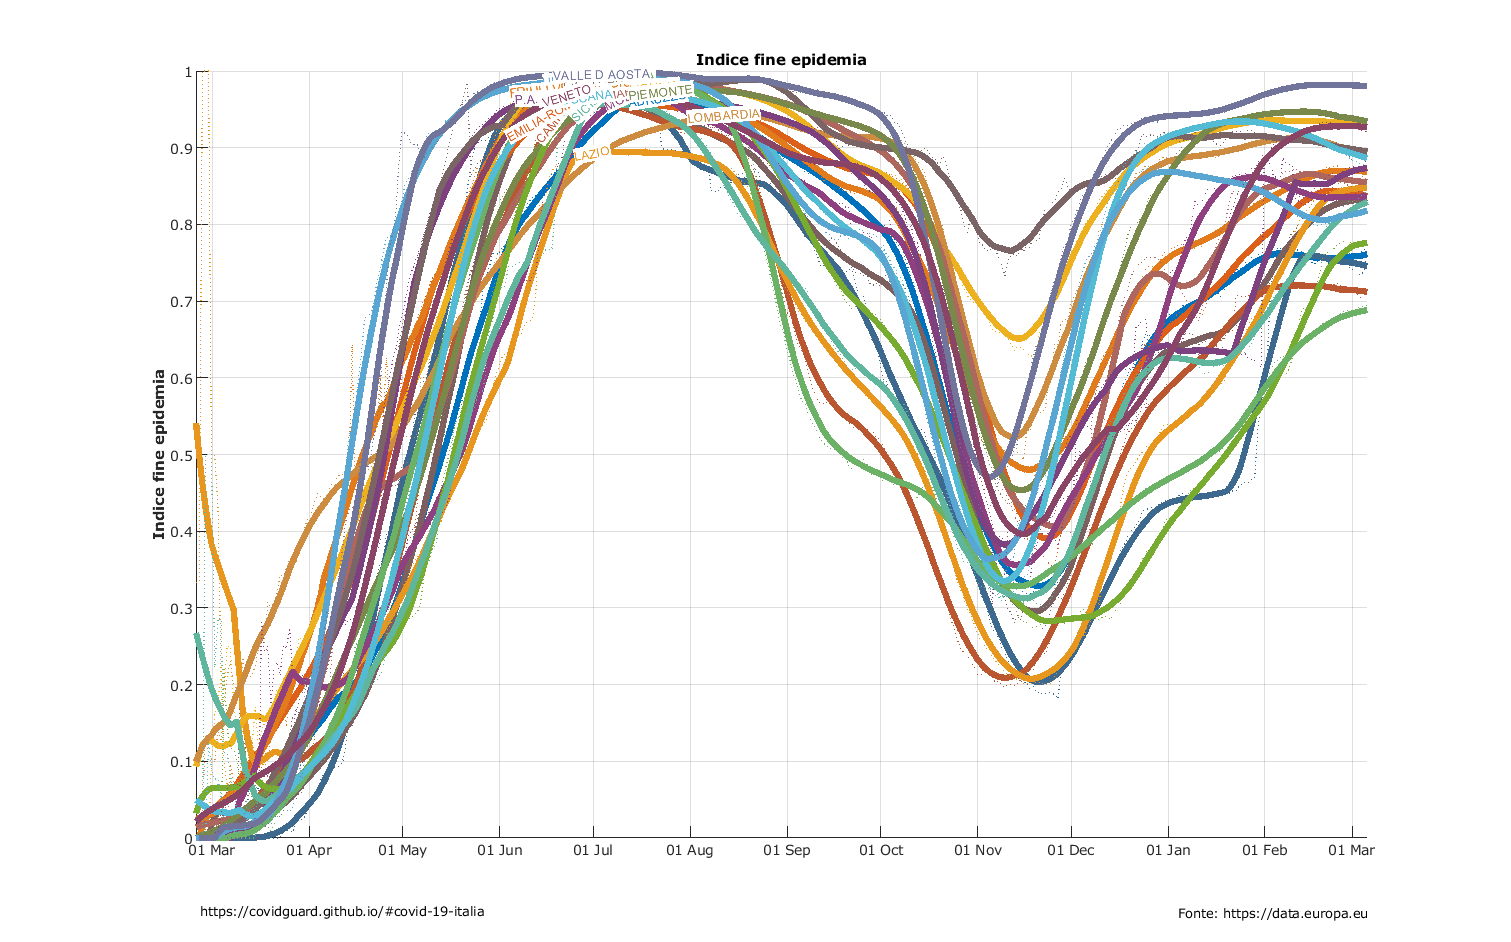 Indice fine epidemia
Indice fine epidemia
1
0.9
0.8
0.7
0.6
0.5
0.4
0.3
0.2
0.1
0
VALLE D AOSTA
P.A.
VENETO
PIEMONTE
LOMBARDIA
LAZIO
01 Mar
01 Apr
01 May
01 Jun
01 Jul
01 Aug
01 Sep
01 Oct
01 Nov
01 Dec
01 Jan
01 Feb
01 Mar
https://covidguard.github.io/#covid-19-italia
Fonte: https://data.europa.eu